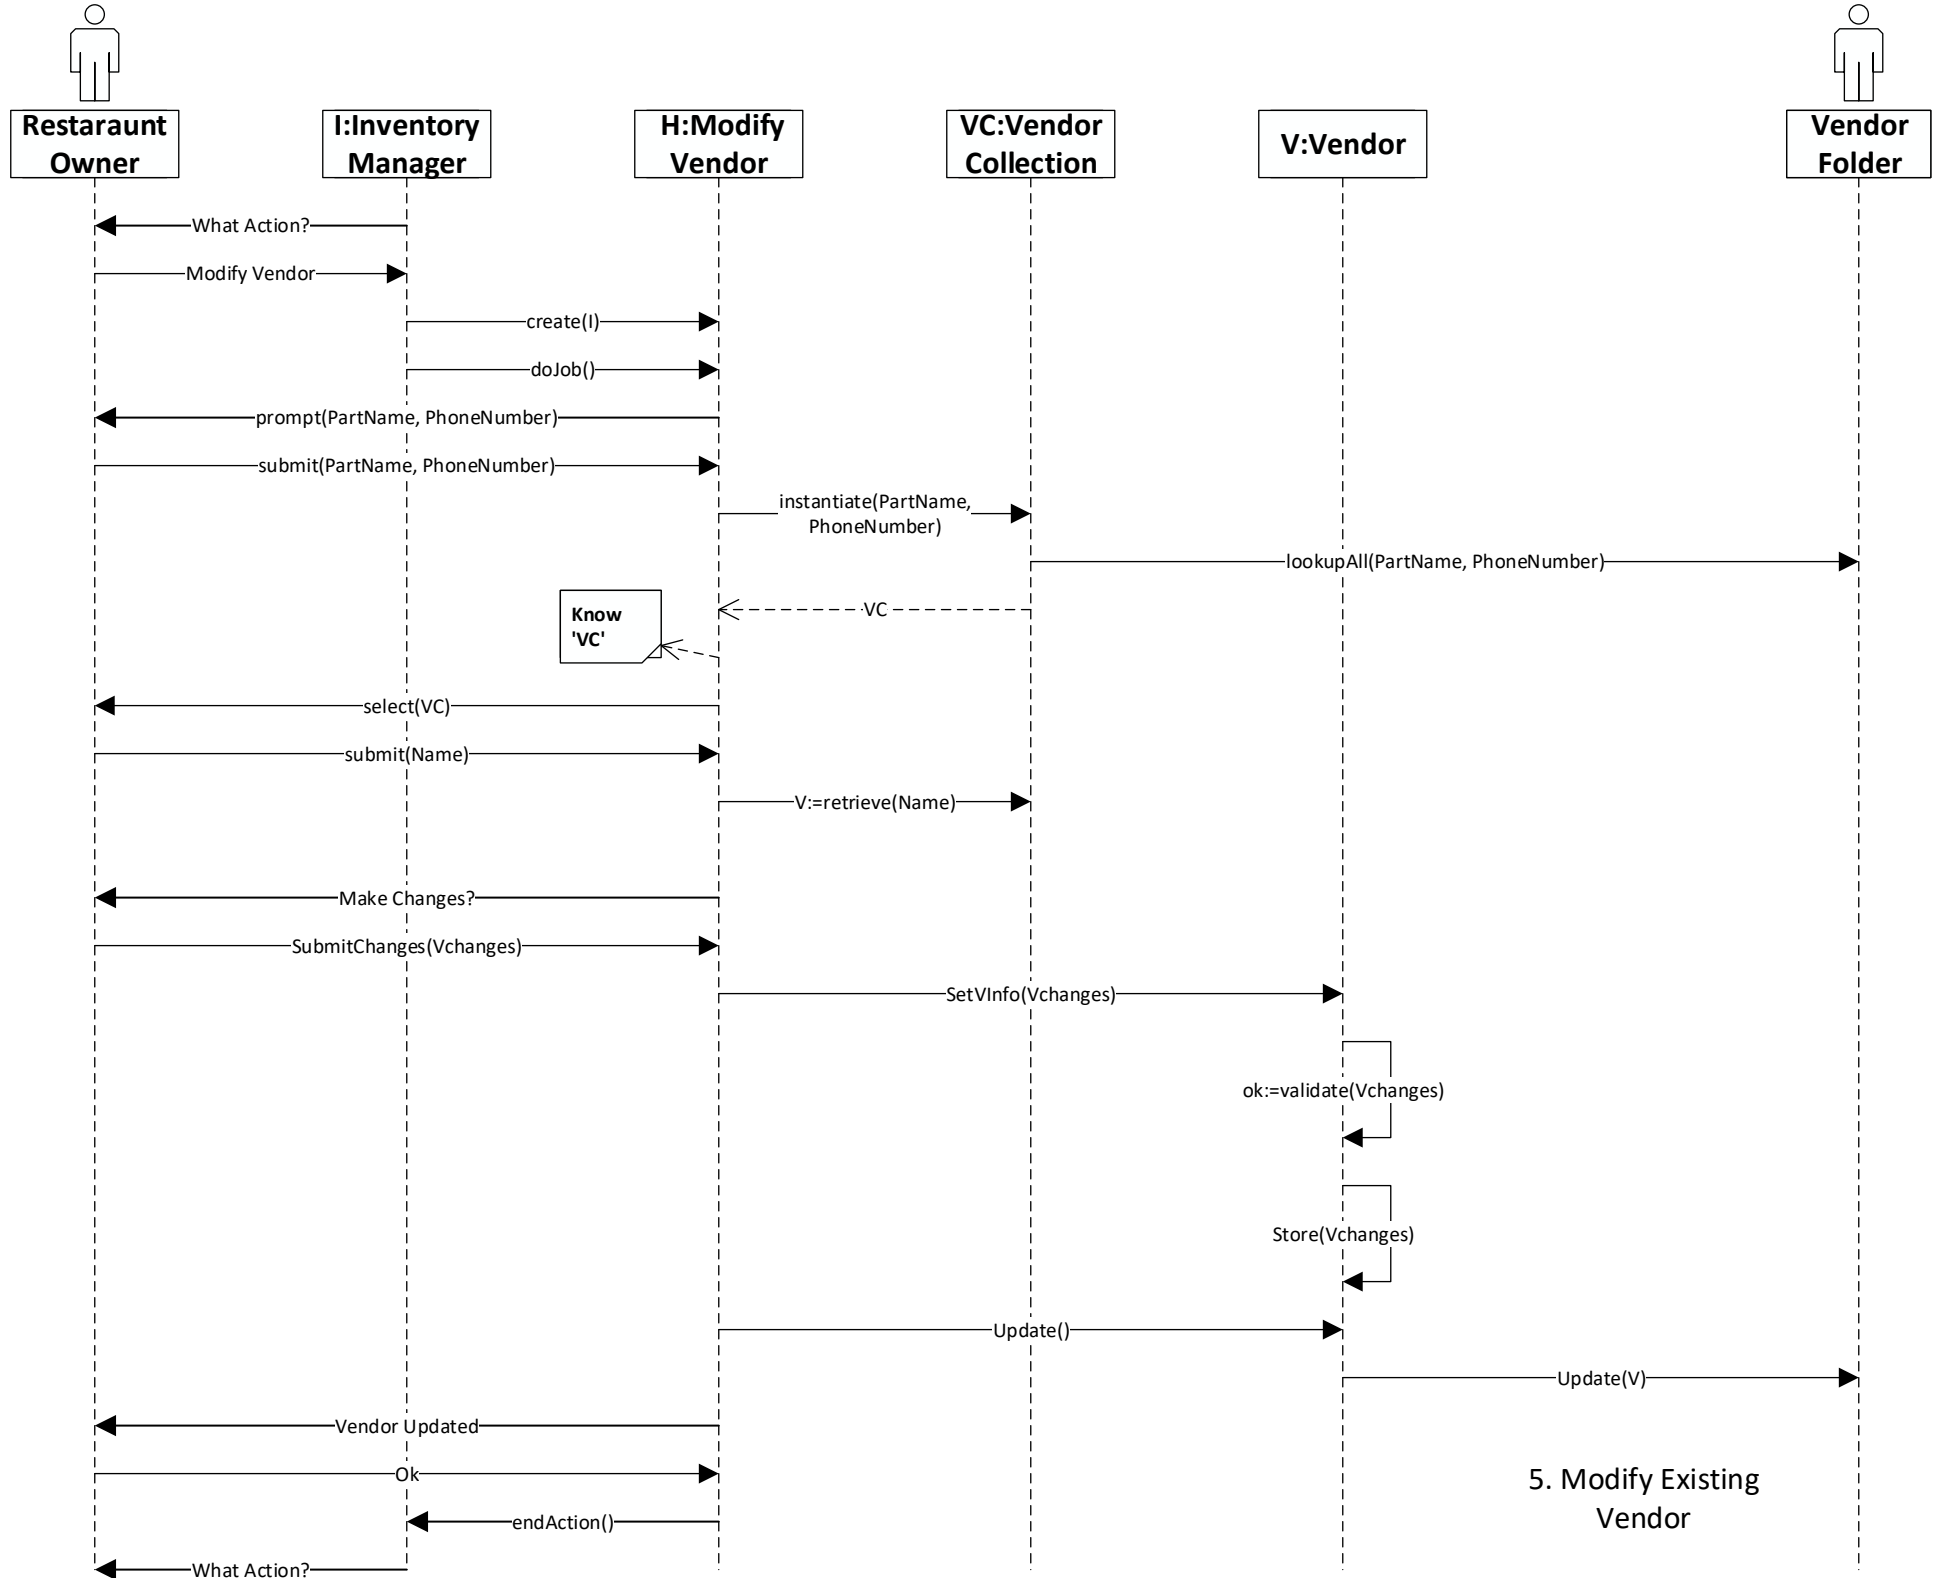 Restaraunt
Owner
I:Inventory
Manager
H:Modify
Vendor
VC:Vendor
Collection
V:Vendor
Vendor
Folder
What Action?
Modify Vendor
create(I)
doJob()
prompt(PartName, PhoneNumber)
submit(PartName, PhoneNumber)
instantiate(PartName,
PhoneNumber)
lookupAll(PartName, PhoneNumber)
VC
Know
'VC'
select(VC)
submit(Name)
V:=retrieve(Name)
Make Changes?
SubmitChanges(Vchanges)
SetVInfo(Vchanges)
ok:=validate(Vchanges)
Store(Vchanges)
Update()
Update(V)
Vendor Updated
Ok
5. Modify Existing
Vendor
endAction()
What Action?